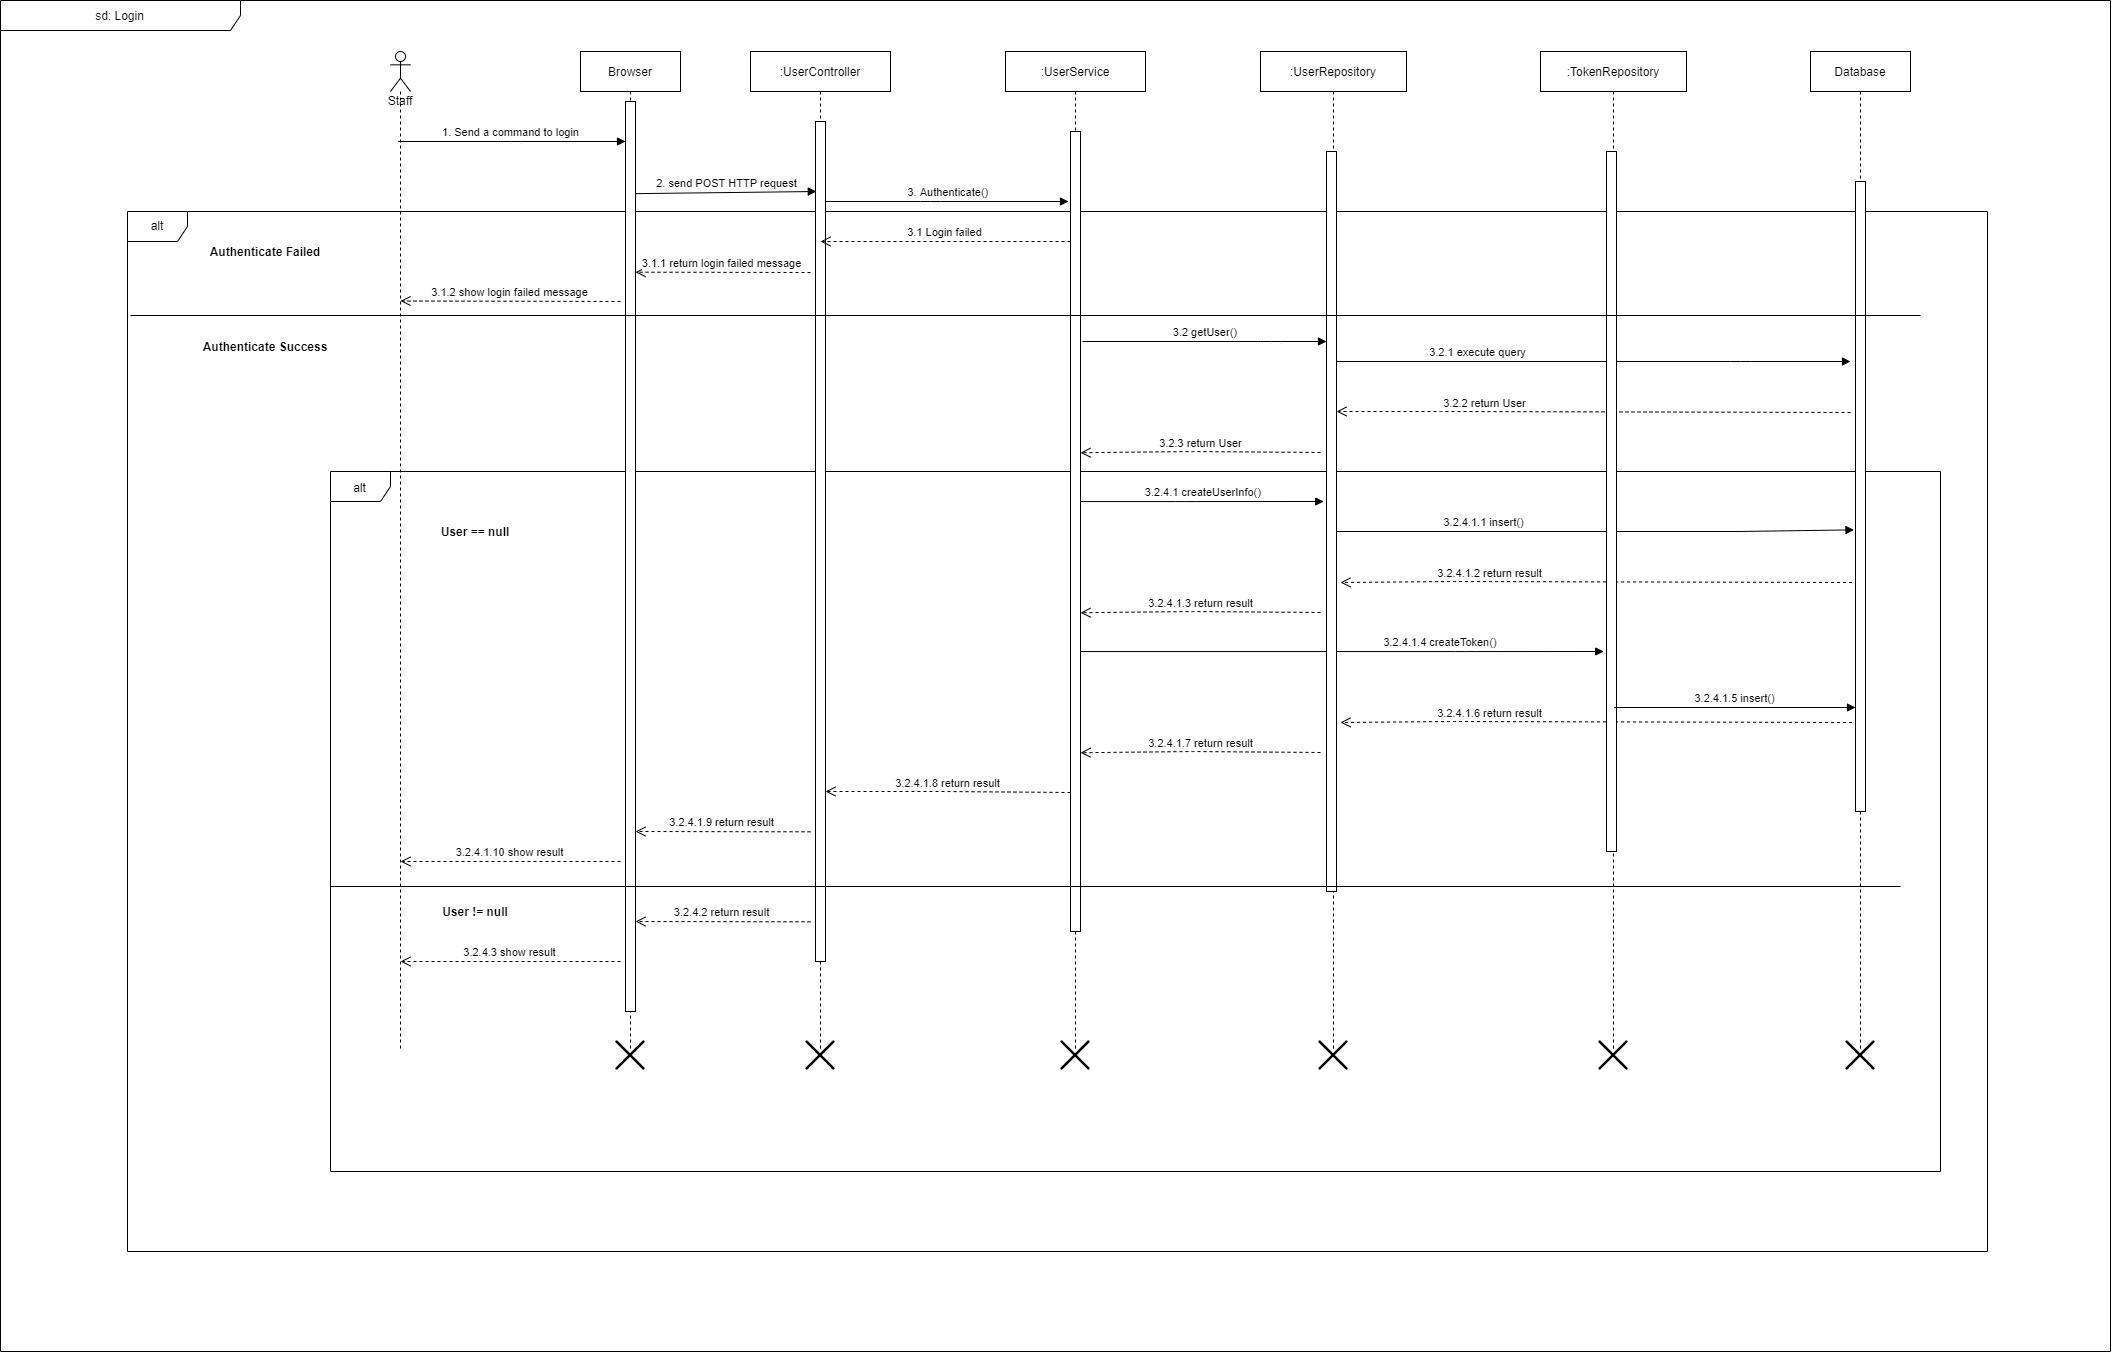 sd: Login
Staff
Browser
:UserController
:UserService
:UserRepository
:TokenRepository
Database
1. Send a command to login
2. send POST HTTP request
3. Authenticate()
alt
Authenticate Failed
3.1 Login failed
3.1.1 return login failed message
3.1.2 show login failed message
Authenticate Success
3.2 getUser()
3.2.1 execute query
3.2.2 return User
3.2.3 return User
alt
User == null
3.2.4.1 createUserInfo()
3.2.4.1.1 insert()
3.2.4.1.2 return result
3.2.4.1.3 return result
3.2.4.1.4 createToken()
3.2.4.1.5 insert()
3.2.4.1.6 return result
3.2.4.1.7 return result
3.2.4.1.8 return result
3.2.4.1.9 return result
3.2.4.1.10 show result
User != null
3.2.4.2 return result
3.2.4.3 show result